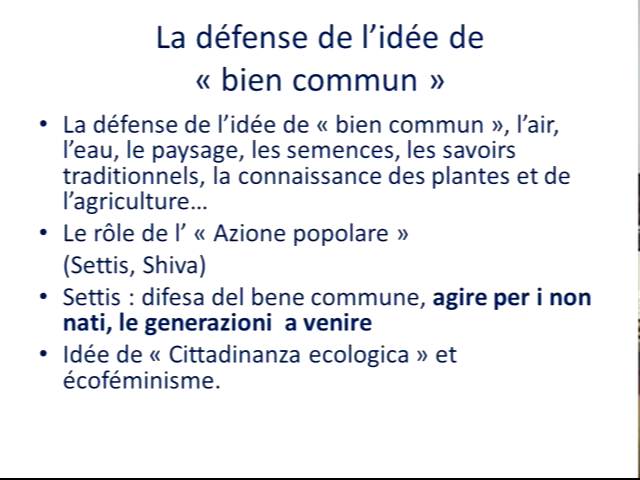 La défense de l’idée de
« bien commun »
• La défense de l’idée de « bien commun », l’air,
l’eau, le paysage, les semences, les savoirs
traditionnels, la connaissance des plantes et de
l’agriculture…
• Le rôle de l’ « Azione popolare »
(Settis, Shiva)
• Settis : difesa del bene commune, agire per i non
nati, le generazioni  a venire
• Idée de « Cittadinanza ecologica » et
écoféminisme.